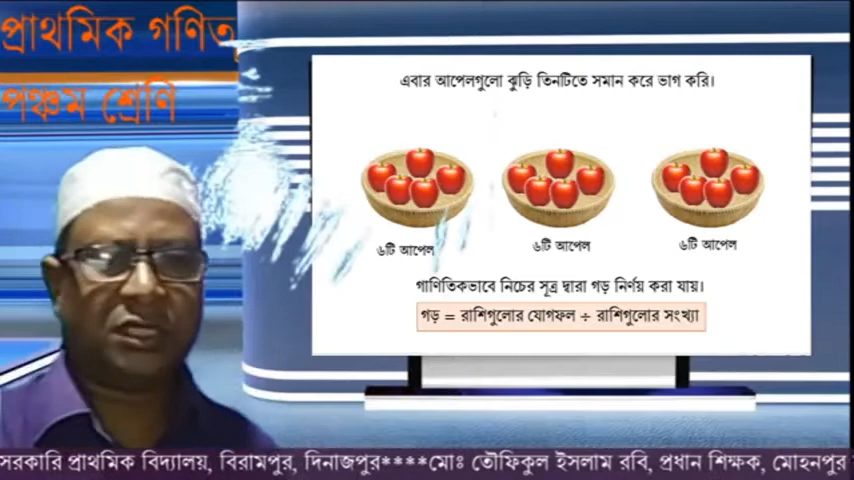 প্রাথমিক গণিত
পঞ্চম শ্রেণি
এবার আপেলগুলো ঝুড়ি তিনটিতে সমান করে ভাগ করি।
৬টি আপেল
৬টি আপেল
৬টি আপেল
গাণিতিকভাবে নিচের সূত্র দ্বারা গড় নির্ণয় করা যায়।
গড় = রাশিগুলোর যোগফল ÷ রাশিগুলোর সংখ্যা
সরকারি প্রাথমিক বিদ্যালয়, বিরামপুর, দিনাজপুর****মোঃ তৌফিকুল ইসলাম রবি, প্রধান শিক্ষক, মোহনপুর